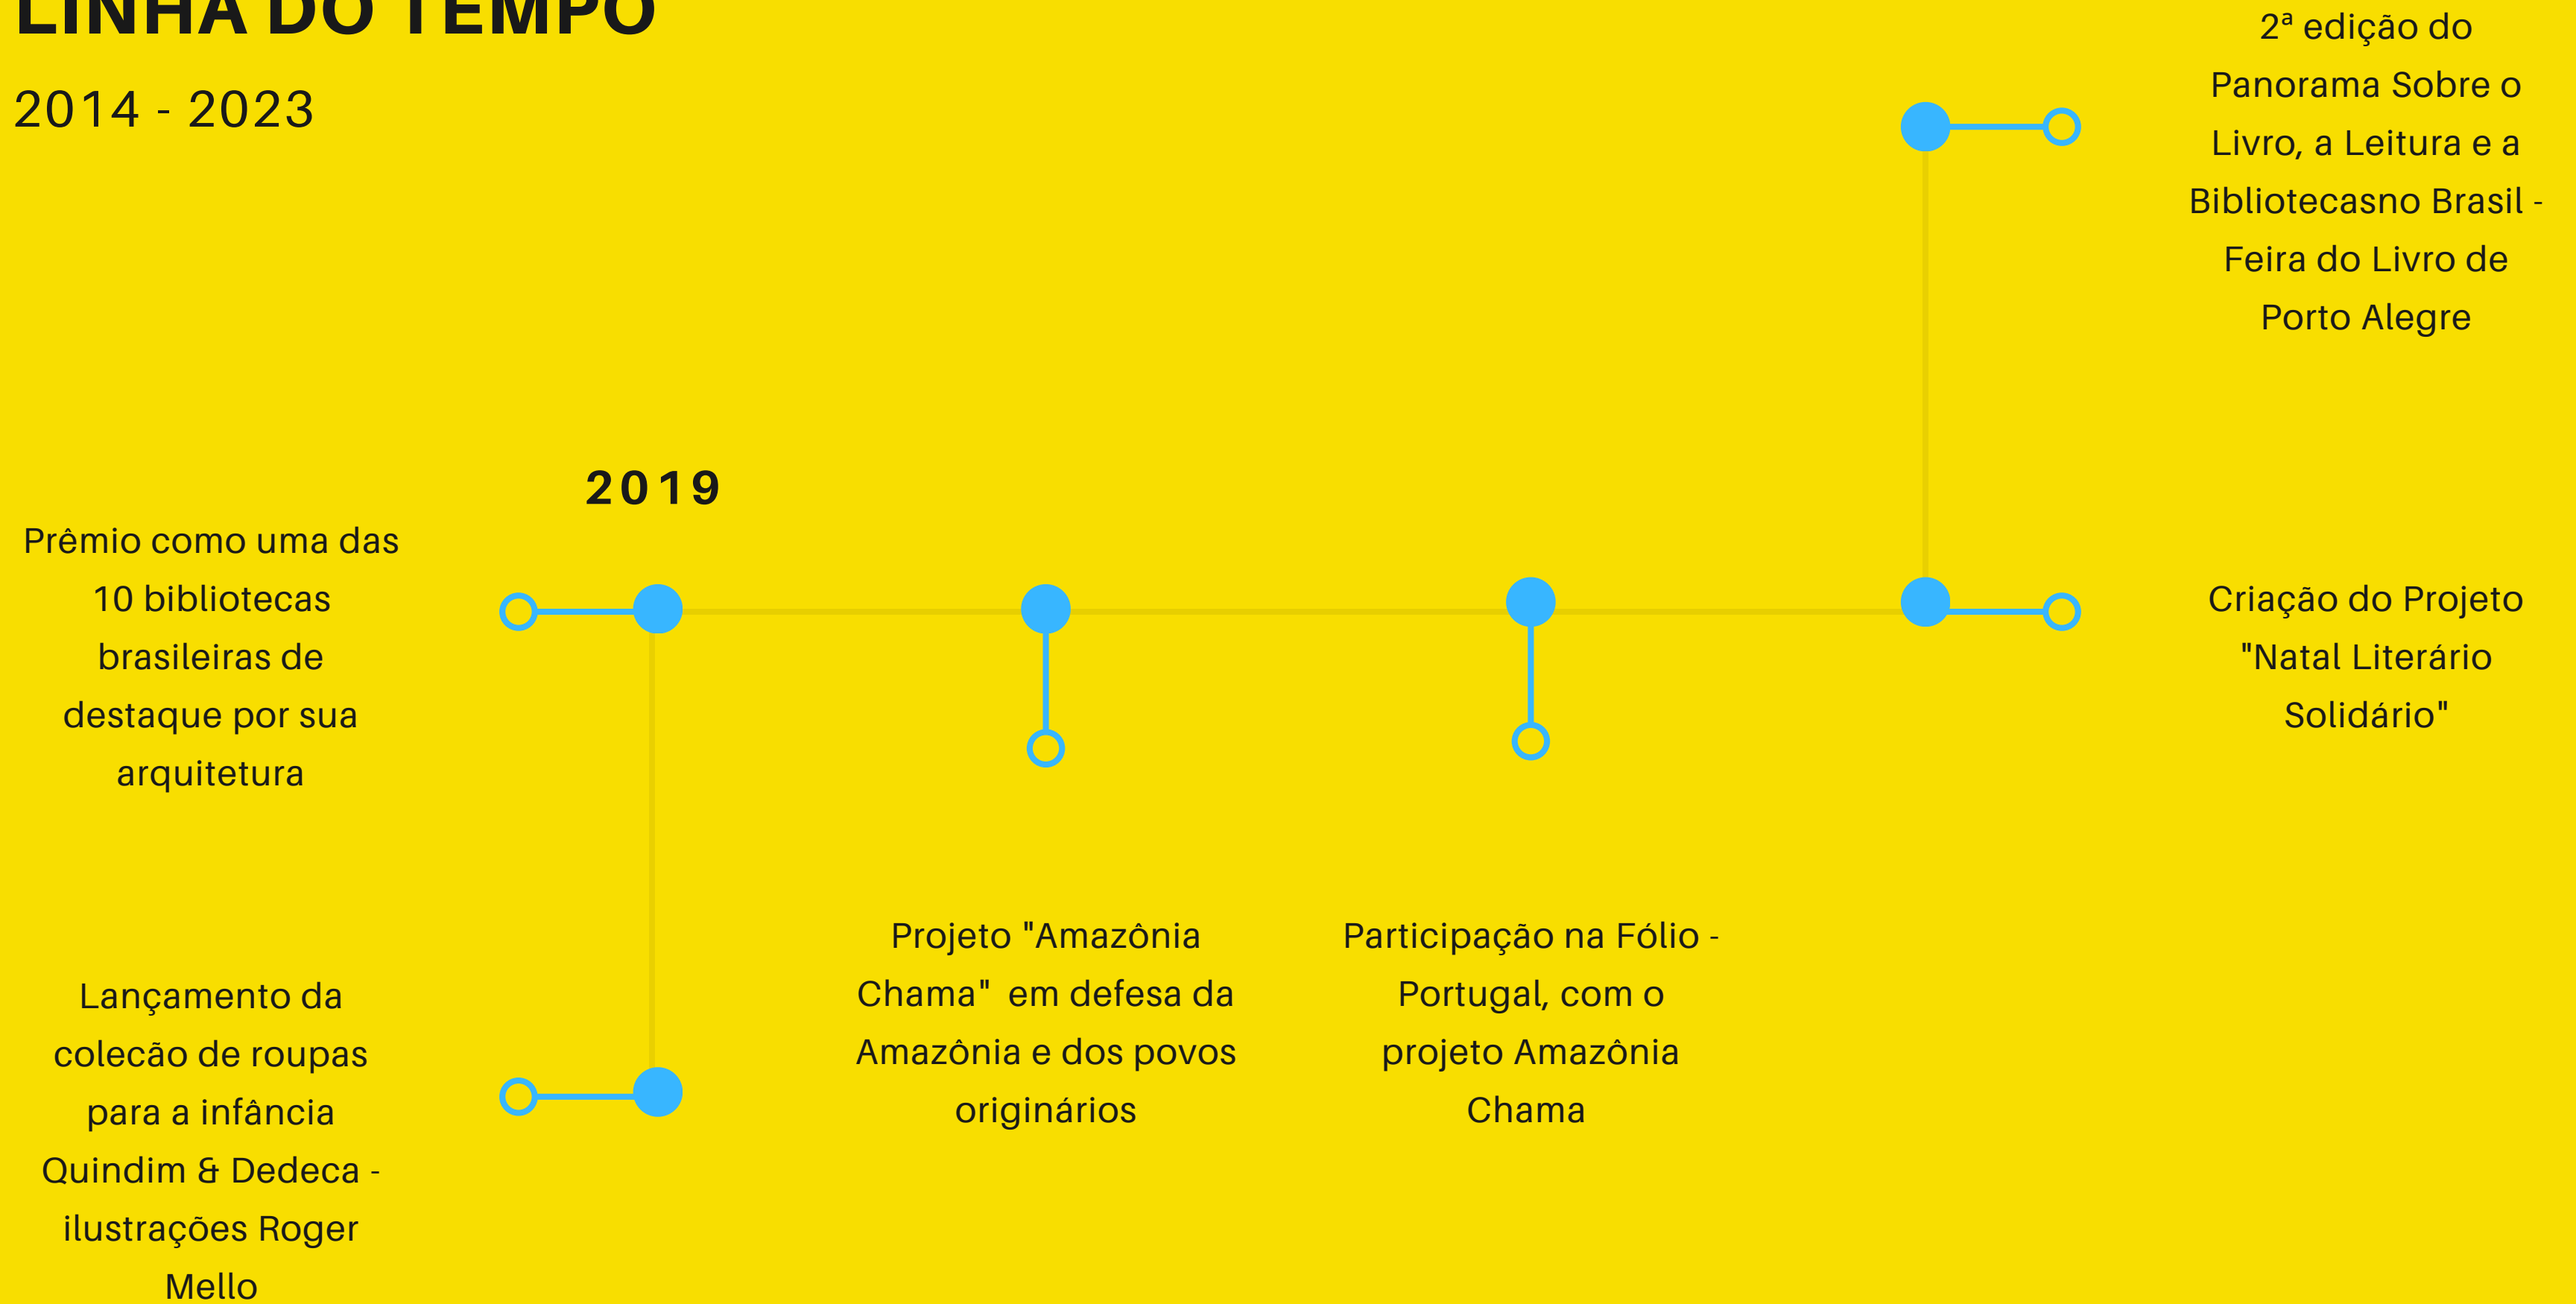 LINHA DO TEMPO
2014 - 2023
2ª edição do
Panorama Sobre o
Livro, a Leitura e a
Bibliotecasno Brasil -
Feira do Livro de
Porto Alegre
2019
Prêmio como uma das
10 bibliotecas
brasileiras de
destaque por sua
arquitetura
Criação do Projeto
"Natal Literário
Solidário"
Lançamento da
colecão de roupas
para a infância
Quindim & Dedeca -
ilustrações Roger
Mello
Projeto "Amazônia
Chama"  em defesa da
Amazônia e dos povos
originários
Participação na Fólio -
Portugal, com o
projeto Amazônia
Chama